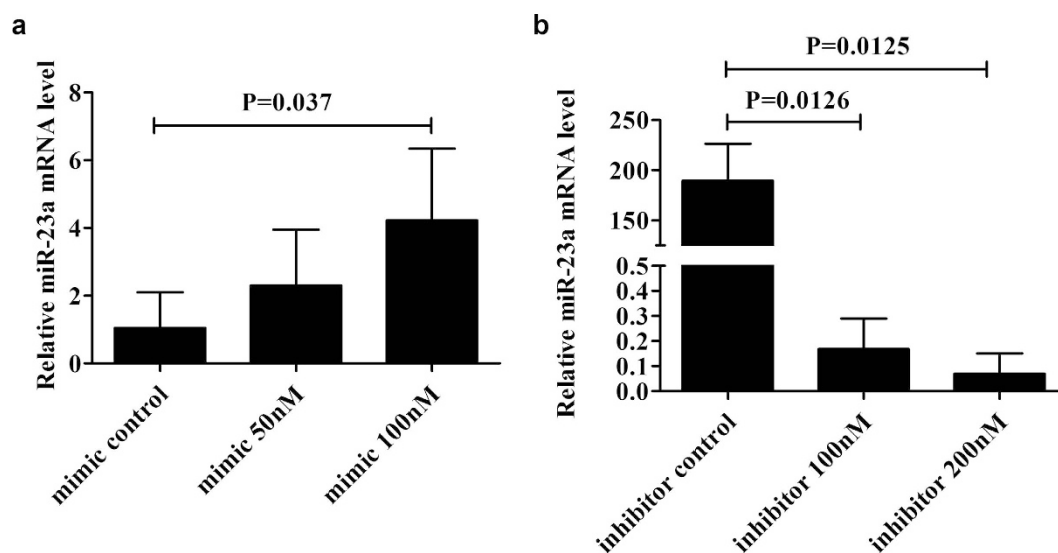 a
P=0.037
Relative miR-23a mRNA level
8
6
4
2
0
mimic control
mimic 50nM
mimic 100nM
b
P=0.0125
P=0.0126
Relative miR-23a mRNA level
250
200
150
0.5
0.4
0.3
0.2
0.1
0.0
inhibitor control
inhibitor 100nM
inhibitor 200nM